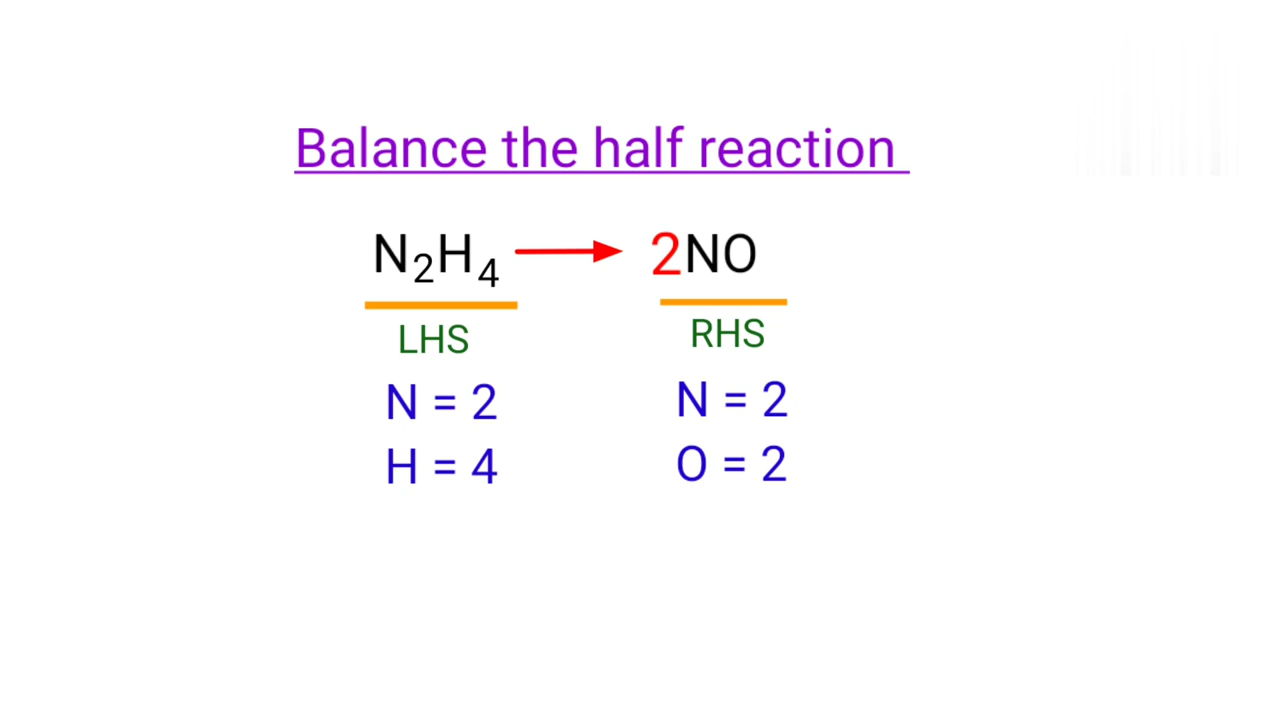 Balance the half reaction
N₂H₄ → 2NO
LHS RHS
N = 2 N = 2
H = 4 O = 2